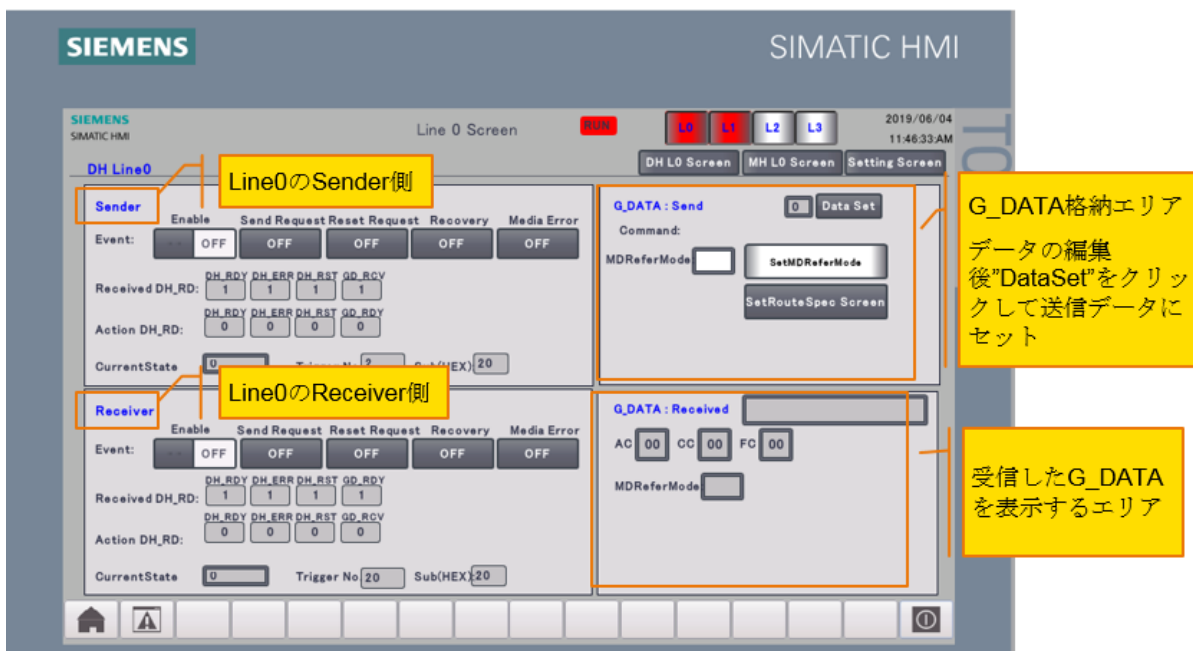 SIEMENS
SIMATIC HMI
SIEMENS
SIMATIC HMI
Line 0 Screen
RUN
L0
L1
L2
L3
2019/06/04
11:46:33:AM
DH L0 Screen
MH L0 Screen
Setting Screen
DH Line0
Line0のSender側
Sender
Enable
Send Request
Reset Request
Recovery
Media Error
Event:
OFF
OFF
OFF
OFF
OFF
DH_RDY DH_ERR DH_RST GD_RCV
Received DH_RD:
1
1
1
1
DH_RDY DH_ERR DH_RST GD_RDY
Action DH_RD:
0
0
0
0
CurrentState
0
2
20
G_DATA : Send
0
Data Set
Command:
MDReferMode
SetMDReferMode
SetRouteSpec Screen
G_DATA格納エリア
データの編集
後”DataSet”をクリッ
クして送信データに
セット
Line0のReceiver側
Receiver
Enable
Send Request
Reset Request
Recovery
Media Error
Event:
OFF
OFF
OFF
OFF
OFF
DH_RDY DH_ERR DH_RST GD_RDY
Received DH_RD:
1
1
1
1
DH_RDY DH_ERR DH_RST GD_RCV
Action DH_RD:
0
0
0
0
CurrentState
0
Trigger No
20
Sub(HEX):
20
G_DATA : Received
AC
00
CC
00
FC
00
MDReferMode
受信したG_DATA
を表示するエリア